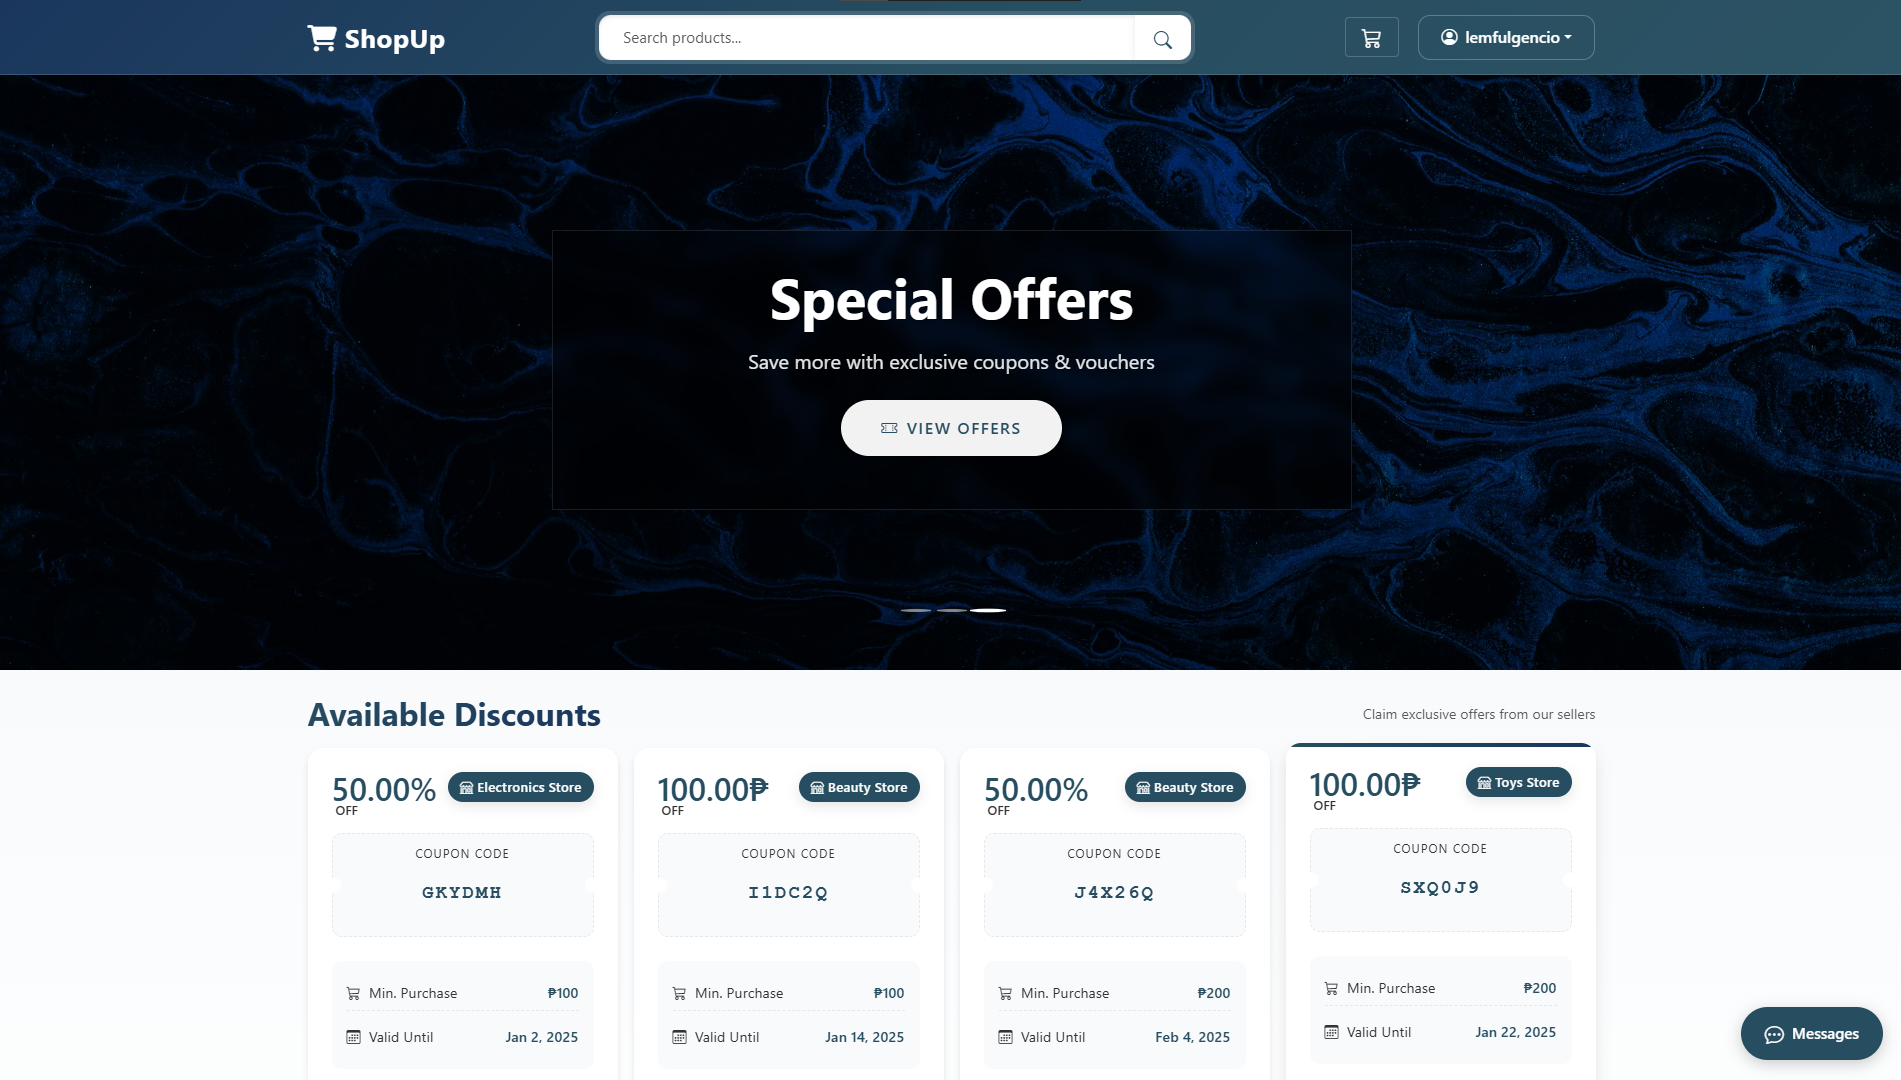 ShopUp
Search products...
lemfulgencio
Special Offers
Save more with exclusive coupons & vouchers
VIEW OFFERS
Available Discounts
Claim exclusive offers from our sellers
50.00%
OFF
Electronics Store
COUPON CODE
GKYDMH
Min. Purchase ₱100
Valid Until Jan 2, 2025
100.00₱
OFF
Beauty Store
COUPON CODE
I1DC2Q
Min. Purchase ₱100
Valid Until Jan 14, 2025
50.00%
OFF
Beauty Store
COUPON CODE
J4X26Q
Min. Purchase ₱200
Valid Until Feb 4, 2025
100.00₱
OFF
Toys Store
COUPON CODE
SXQ0J9
Min. Purchase ₱200
Valid Until Jan 22, 2025
Messages